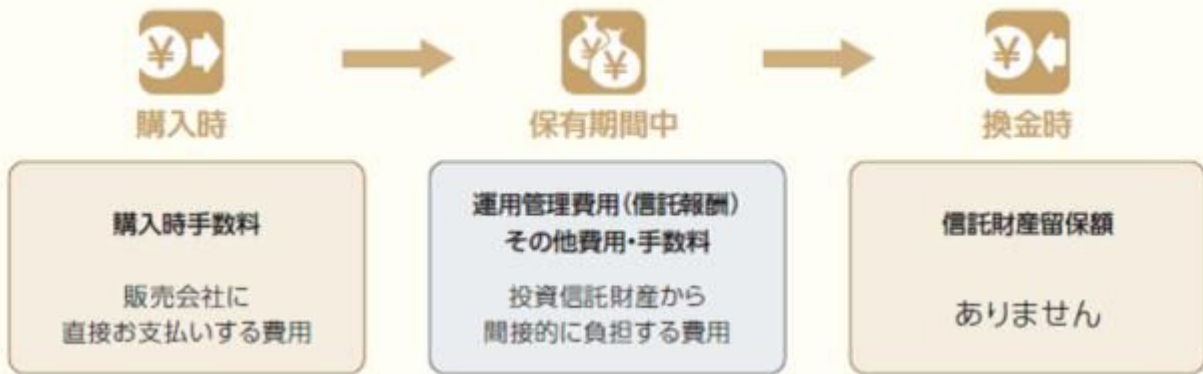 購入時
保有期間中
換金時
購入時手数料
販売会社に
直接お支払いする費用
運用管理費用(信託報酬)
その他費用・手数料
投資信託財産から
間接的に負担する費用
信託財産留保額
ありません